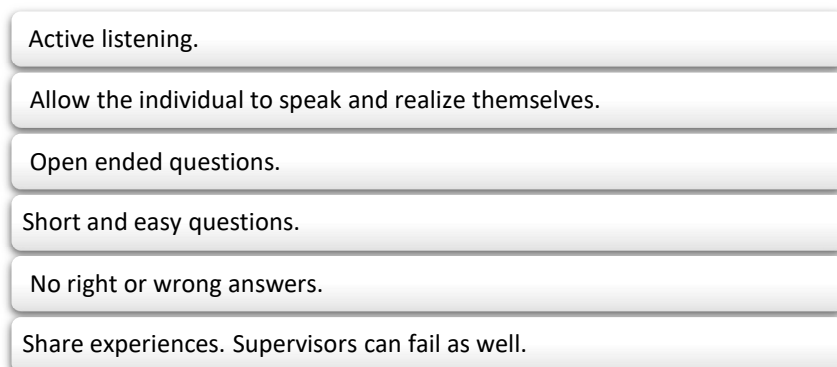 Active listening.
Allow the individual to speak and realize themselves.
Open ended questions.
Short and easy questions.
No right or wrong answers.
Share experiences. Supervisors can fail as well.